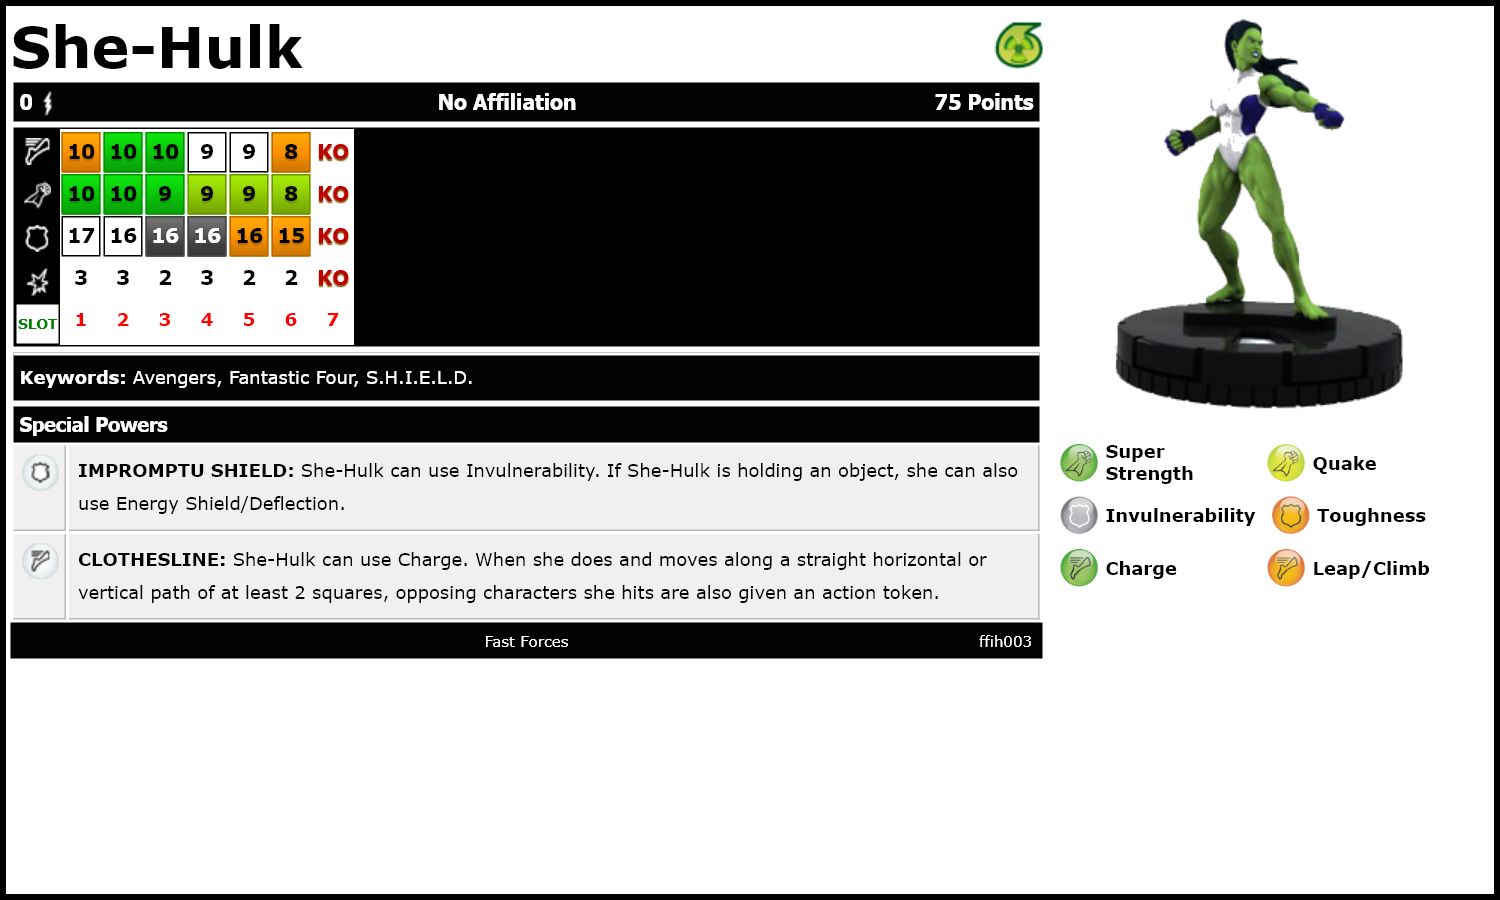 She-Hulk
0 No Affiliation 75 Points
10 10 10 9 9 8 KO
10 10 9 9 9 8 KO
17 16 16 16 16 15 KO
3 3 2 3 2 2 KO
SLOT 1 2 3 4 5 6 7
Keywords: Avengers, Fantastic Four, S.H.I.E.L.D.
Special Powers
IMPROMPTU SHIELD: She-Hulk can use Invulnerability. If She-Hulk is holding an object, she can also
use Energy Shield/Deflection.
CLOTHESLINE: She-Hulk can use Charge. When she does and moves along a straight horizontal or
vertical path of at least 2 squares, opposing characters she hits are also given an action token.
Fast Forces ffih003
Super
Strength
Quake
Invulnerability
Toughness
Charge
Leap/Climb